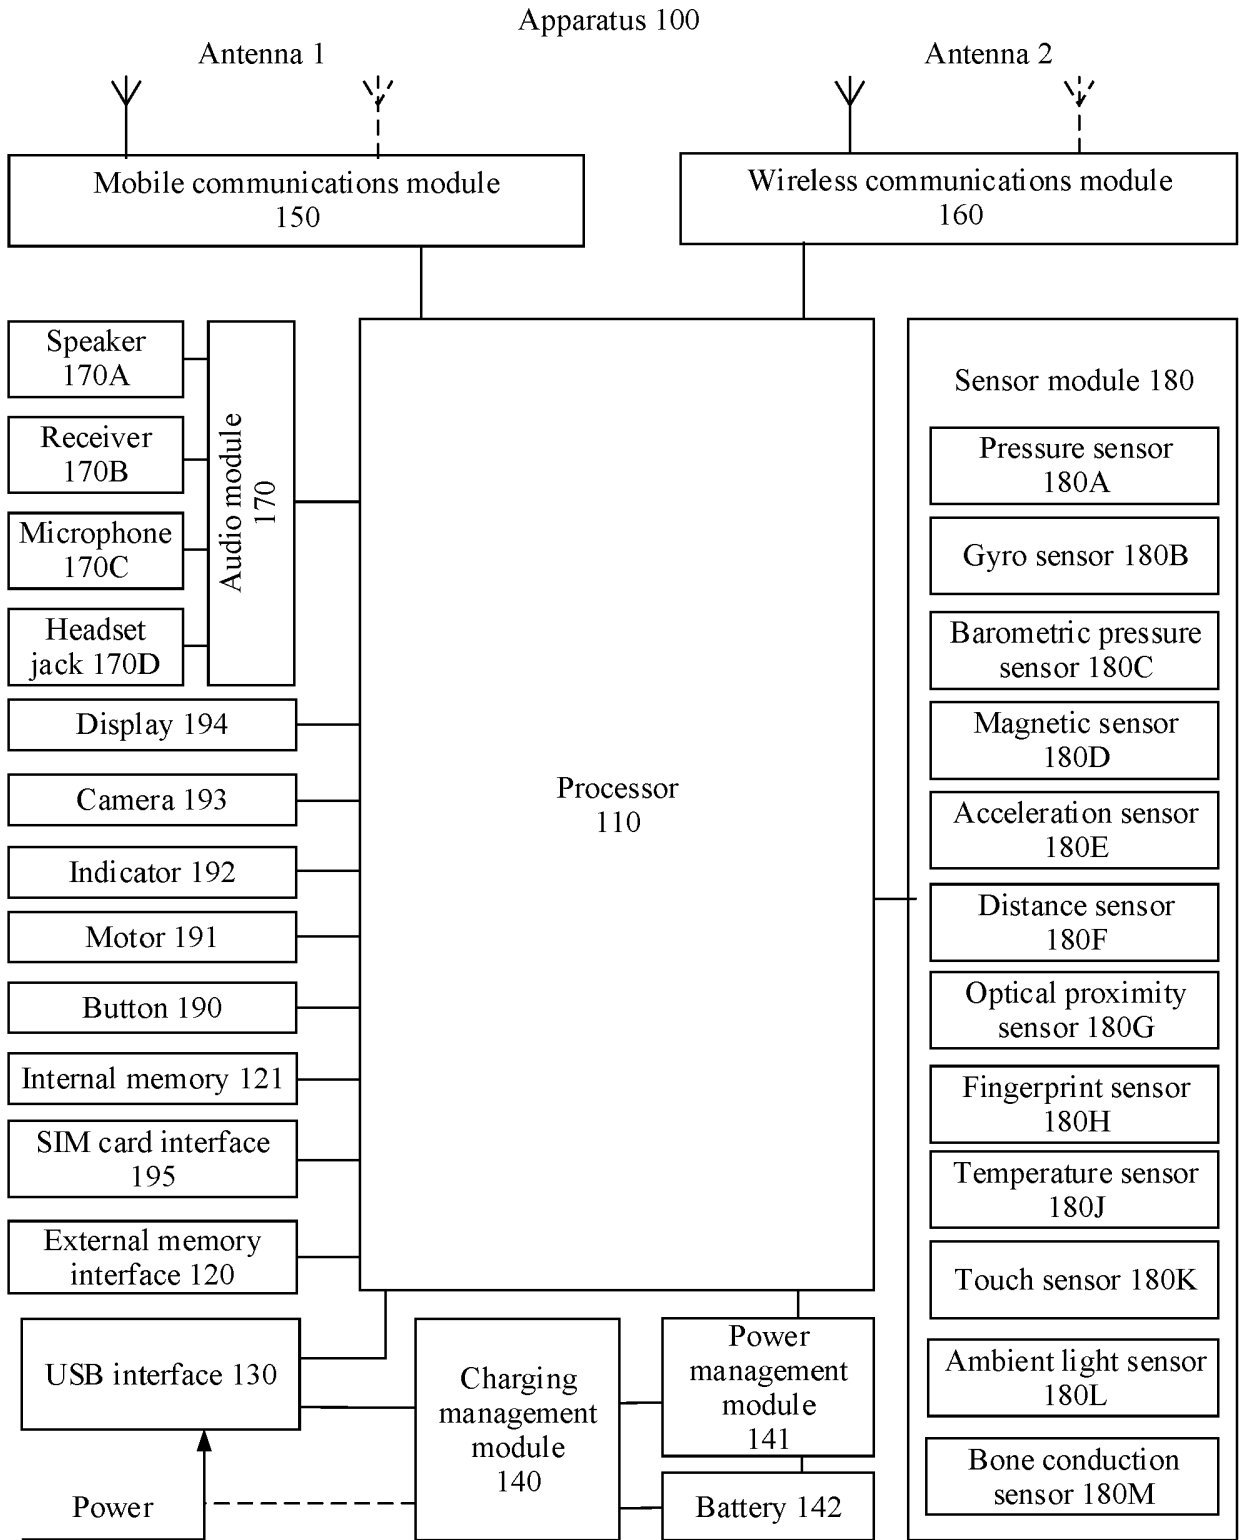 Apparatus 100
Antenna 1
Antenna 2
Mobile communications module
150
Wireless communications module
160
Speaker
170A
Receiver
170B
Microphone
170C
Headset
jack 170D
Audio module
170
Display 194
Camera 193
Indicator 192
Motor 191
Button 190
Internal memory 121
SIM card interface
195
External memory
interface 120
Processor
110
Sensor module 180
Pressure sensor
180A
Gyro sensor 180B
Barometric pressure
sensor 180C
Magnetic sensor
180D
Acceleration sensor
180E
Distance sensor
180F
Optical proximity
sensor 180G
Fingerprint sensor
180H
Temperature sensor
180J
Touch sensor 180K
Ambient light sensor
180L
Bone conduction
sensor 180M
USB interface 130
Charging
management
module
140
Power
management
module
141
Power
Battery 142